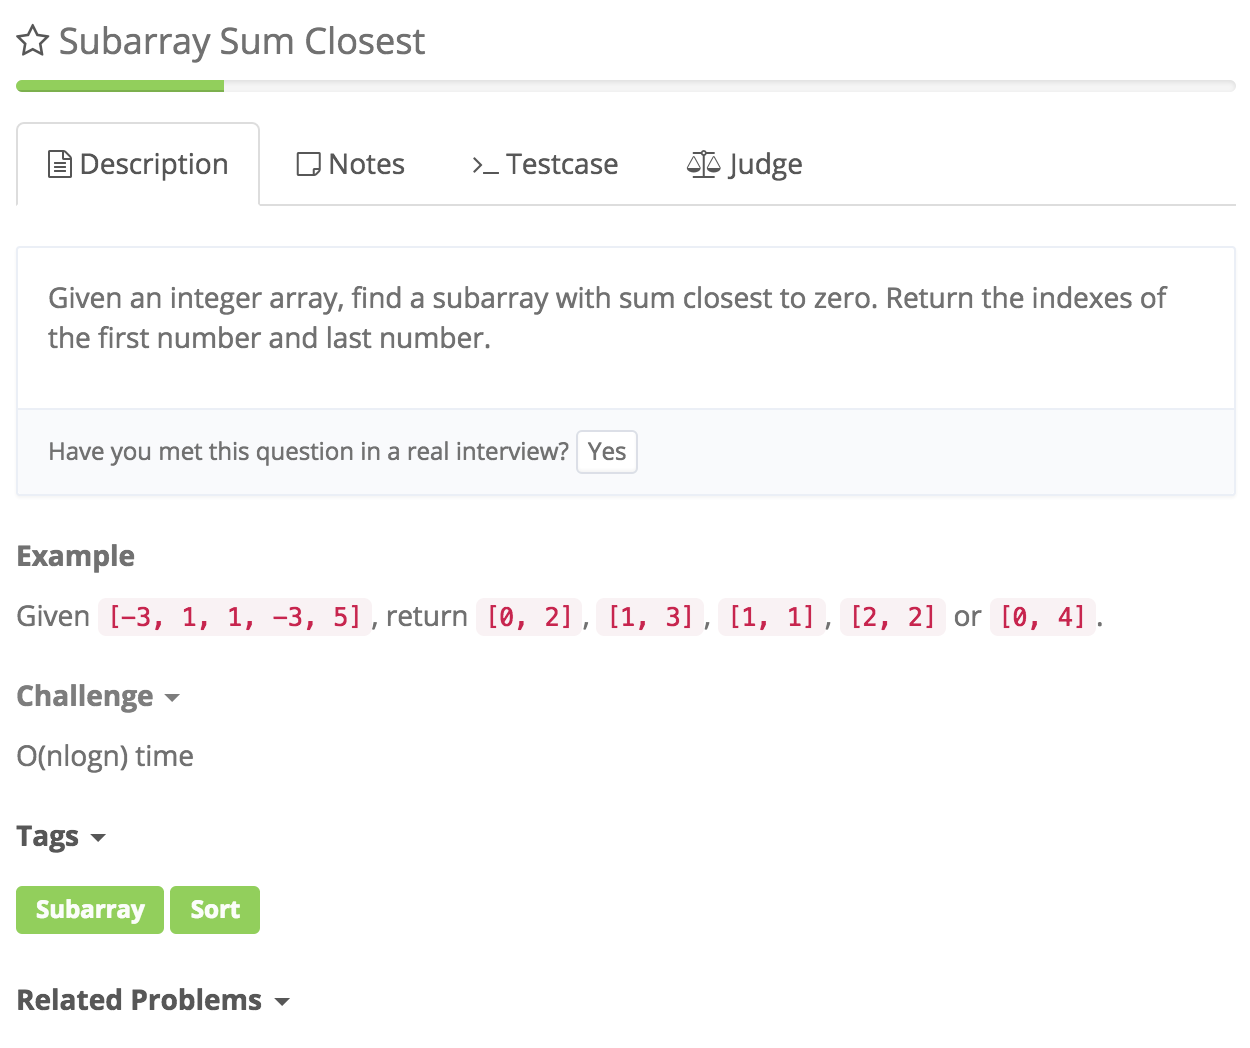 Subarray Sum Closest
Description Notes >_ Testcase Judge
Given an integer array, find a subarray with sum closest to zero. Return the indexes of
the first number and last number.
Have you met this question in a real interview? Yes
Example
Given [-3, 1, 1, -3, 5], return [0, 2], [1, 3], [1, 1], [2, 2] or [0, 4].
Challenge
O(nlogn) time
Tags
Subarray Sort
Related Problems